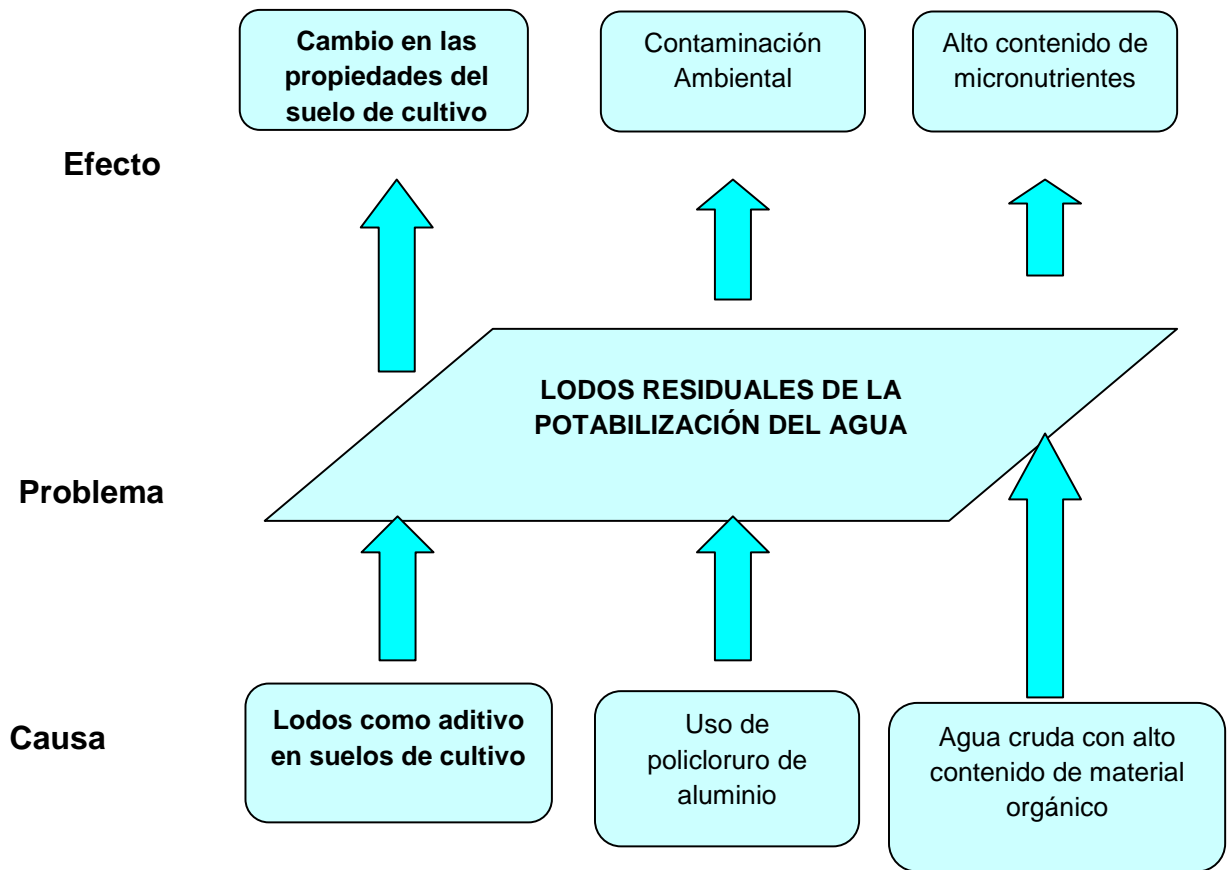 Cambio en las
propiedades del
suelo de cultivo
Contaminación
Ambiental
Alto contenido de
micronutrientes
Efecto
LODOS RESIDUALES DE LA
POTABILIZACIÓN DEL AGUA
Problema
Causa
Lodos como aditivo
en suelos de cultivo
Uso de
policloruro de
aluminio
Agua cruda con alto
contenido de material
orgánico